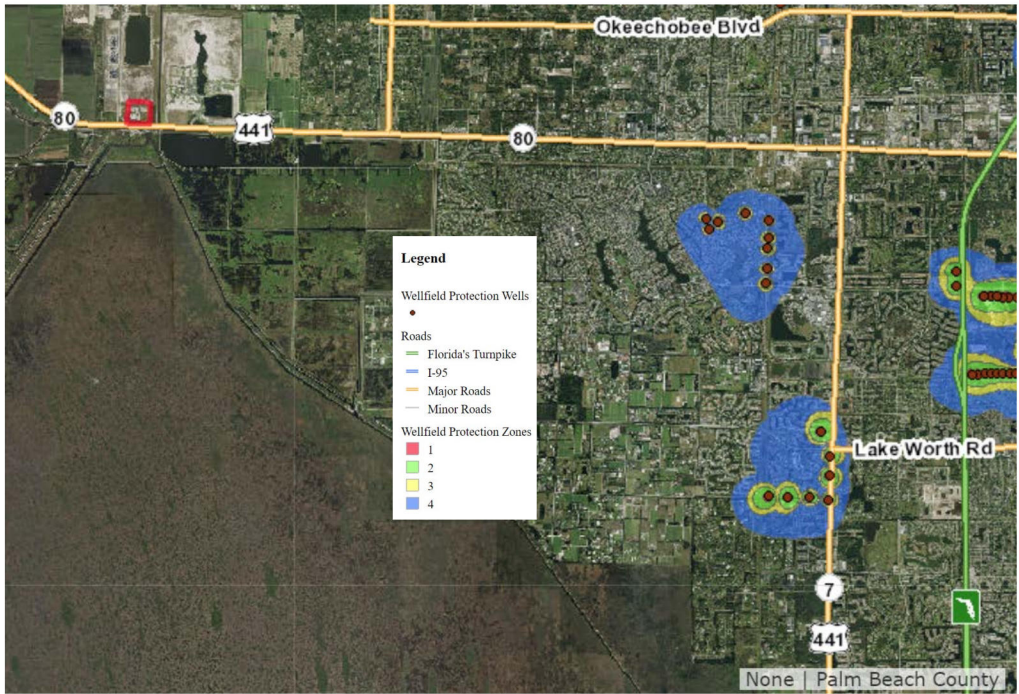 Okeechobee Blvd
80
441
80
Legend
Wellfield Protection Wells
Roads
Florida's Turnpike
I-95
Major Roads
Minor Roads
Wellfield Protection Zones
1
2
3
4
Lake Worth Rd
7
441
None | Palm Beach County